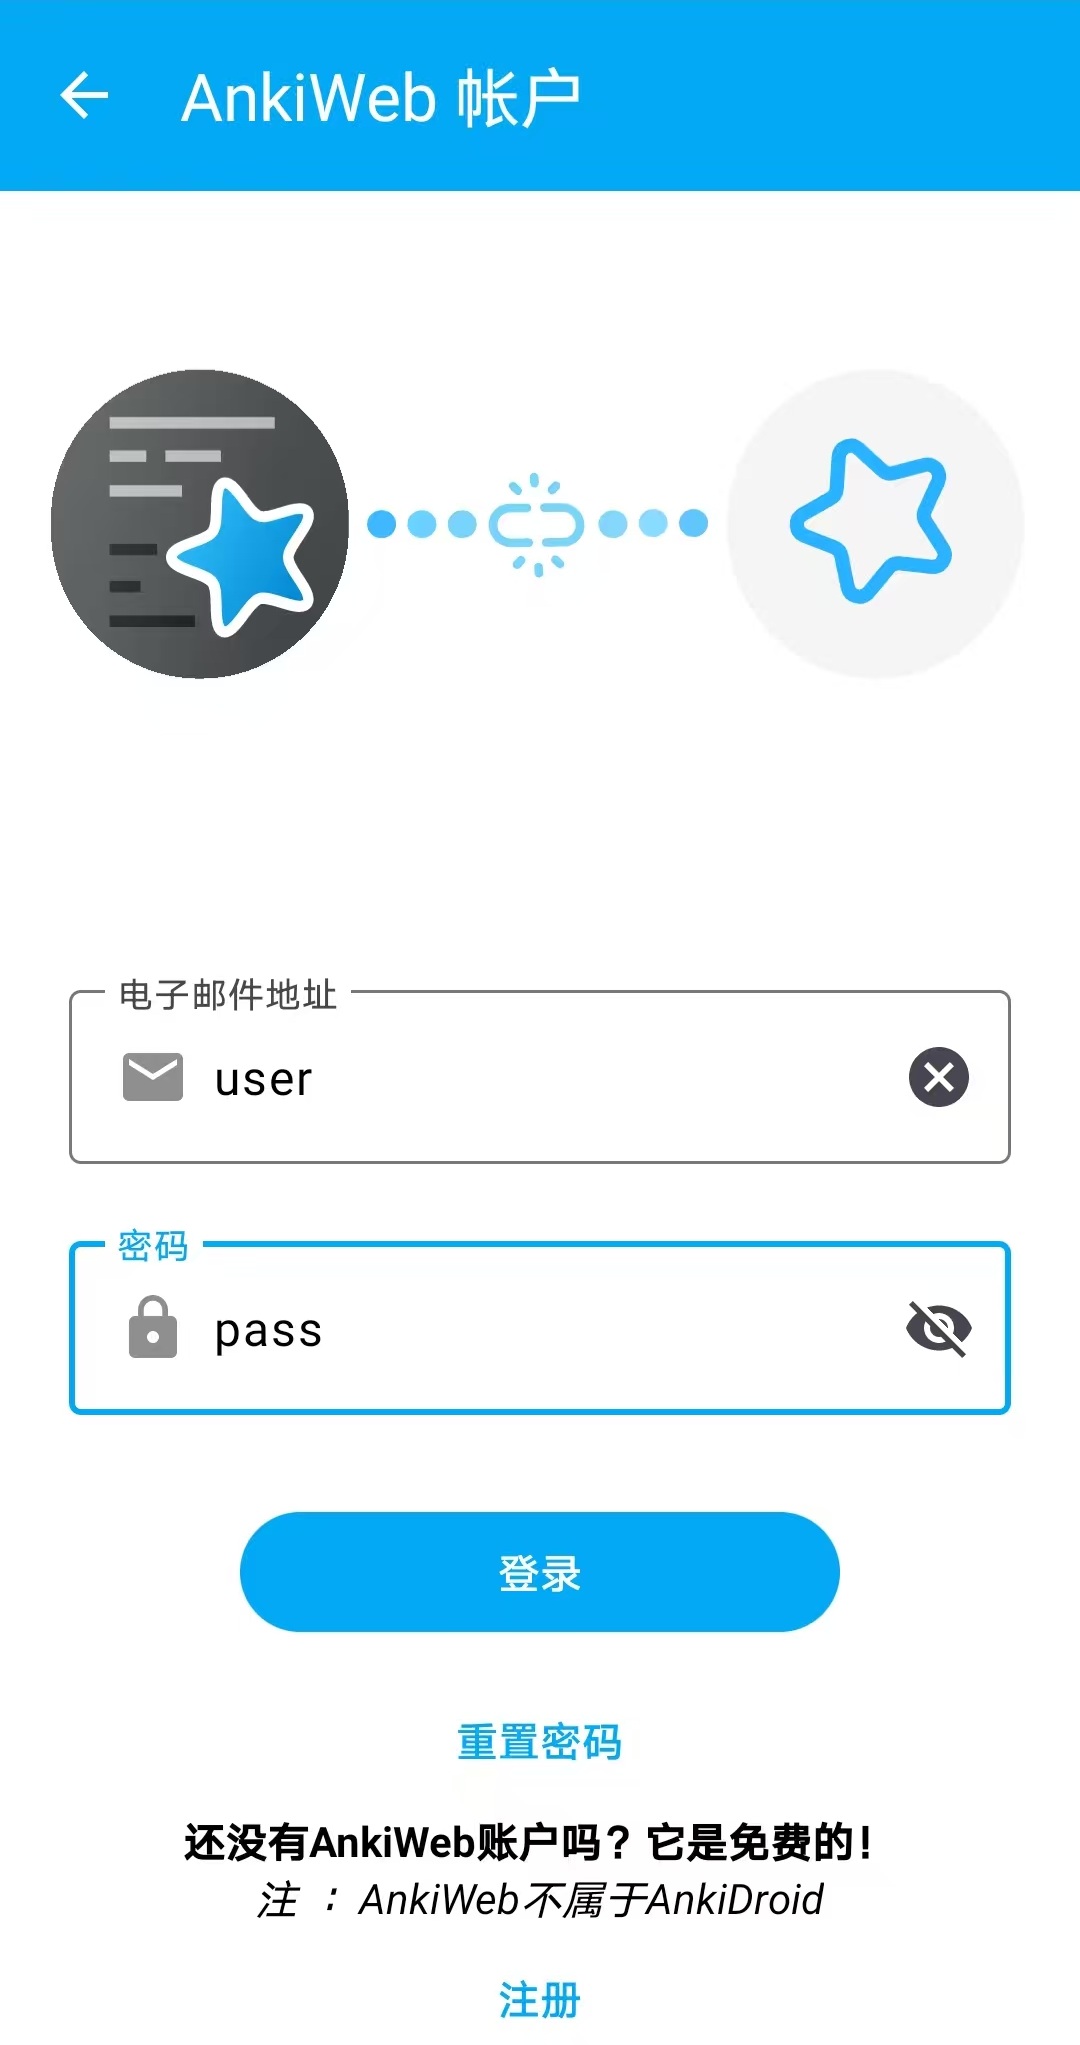 AnkiWeb 帐户
电子邮件地址
user
密码
pass
登录
重置密码
还没有AnkiWeb账户吗？它是免费的！
注 ：AnkiWeb不属于AnkiDroid
注册